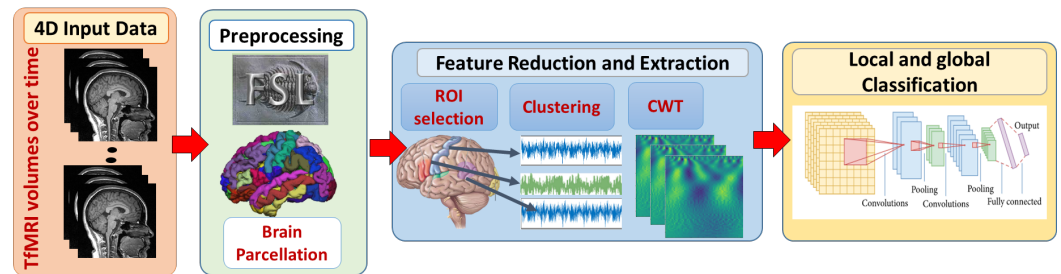 4D Input Data
TfMRI volumes over time
Preprocessing
FSL
Brain
Parcellation
Feature Reduction and Extraction
ROI
selection
Clustering
CWT
Local and global
Classification
Output
Pooling
Pooling
Convolutions
Convolutions
Fully connected